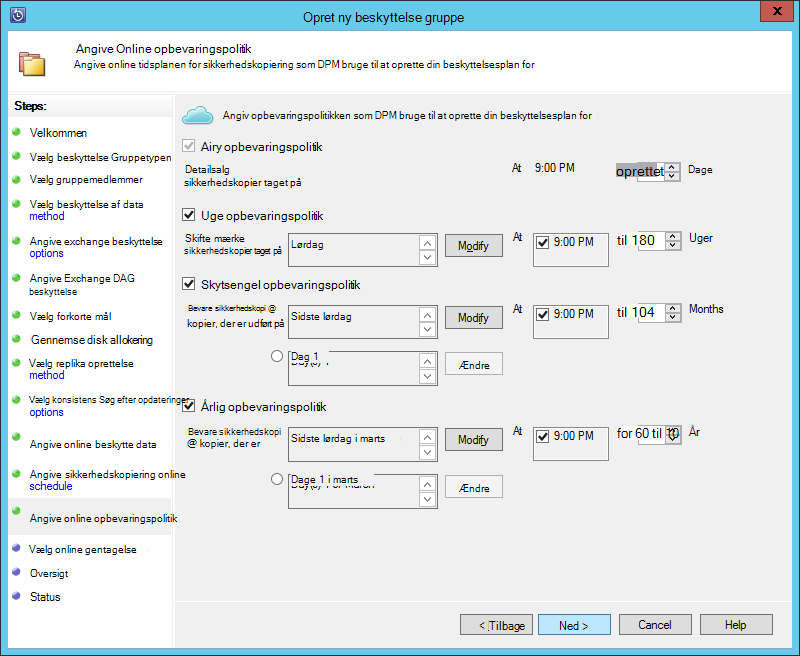 Opret ny beskyttelse gruppe
x
Angive Online opbevaringspolitik
Angive online tidsplanen for sikkerhedskopiering som DPM bruge til at oprette din beskyttelsesplan for
Steps:
Velkommen
Vælg beskyttelse Gruppetypen
Vælg gruppemedlemmer
Vælg beskyttelse af data
method
Angive exchange beskyttelse
options
Angive Exchange DAG
beskyttelse
Vælg forkorte mål
Gennemse disk allokering
Vælg replika oprettelse
method
Vælg konsistens Søg efter opdateringer
options
Angive online beskytte data
Angive sikkerhedskopiering online
schedule
Angive online opbevaringspolitik
Vælg online gentagelse
Oversigt
Status
Angiv opbevaringspolitikken som DPM bruge til at oprette din beskyttelsesplan for
Airy opbevaringspolitik
Detailsalg
sikkerhedskopier taget på
At 9:00 PM oprettet Dage
Uge opbevaringspolitik
Skifte mærke
sikkerhedskopier taget på
Lørdag Modify At 9:00 PM til 180 Uger
Skytsengel opbevaringspolitik
Bevare sikkerhedskopi @
kopier, der er udført på
Sidste lørdag Modify At 9:00 PM til 104 Months
Dag 1 Ændre
Årlig opbevaringspolitik
Bevare sikkerhedskopi
@ kopier, der er
Sidste lørdag i marts Modify At 9:00 PM for 60 til 10 År
Dage 1 i marts Ændre
< Tilbage Ned > Cancel Help